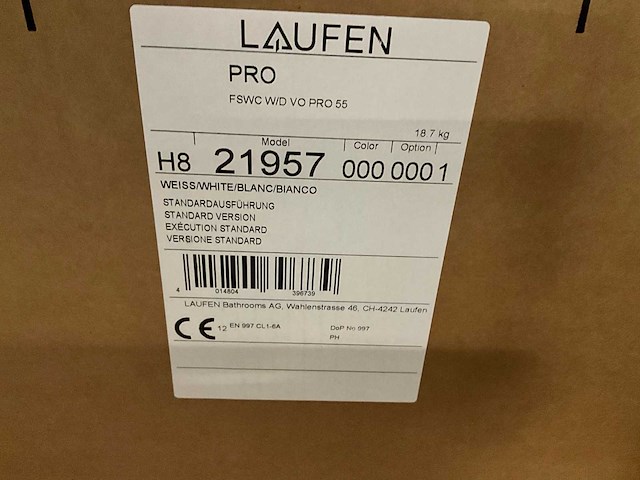 LAUFEN
PRO
FSWC W/D VO PRO 55
18.7 kg
Model Color Option
H8 21957 000 000 1
WEISS/WHITE/BLANC/BIANCO
STANDARDAUSFÜHRUNG
STANDARD VERSION
EXÉCUTION STANDARD
VERSIONE STANDARD
4 014804 396739
LAUFEN Bathrooms AG, Wahlenstrasse 46, CH-4242 Laufen
CE 12 EN 997 CL1-6A DoP No.997
PH